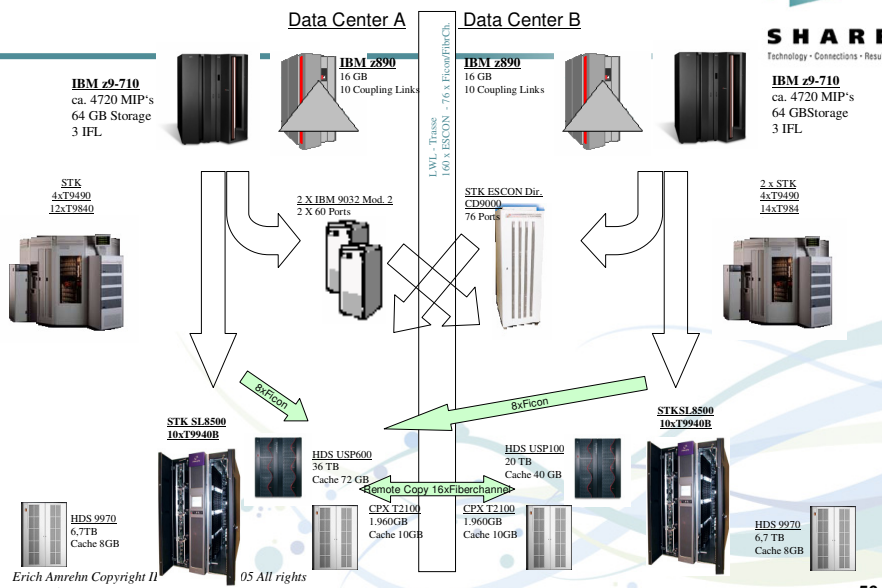 Data Center A
Data Center B
SHARE
Technology · Connections · Resu
IBM z9-710
ca. 4720 MIP's
64 GB Storage
3 IFL
IBM z890
16 GB
10 Coupling Links
LWL - Trasse
160 x ESCON - 76 x Ficon/FibrCh.
IBM z890
16 GB
10 Coupling Links
IBM z9-710
ca. 4720 MIP's
64 GBStorage
3 IFL
STK
4xT9490
12xT9840
2 X IBM 9032 Mod. 2
2 X 60 Ports
STK ESCON Dir.
CD9000
76 Ports
2 x STK
4xT9490
14xT984
8xFicon
8xFicon
STK SL8500
10xT9940B
STKSL8500
10xT9940B
HDS USP600
36 TB
Cache 72 GB
HDS USP100
20 TB
Cache 40 GB
Remote Copy 16xFiberchannel
CPX T2100
1.960GB
Cache 10GB
CPX T2100
1.960GB
Cache 10GB
HDS 9970
6,7TB
Cache 8GB
HDS 9970
6,7 TB
Cache 8GB
Erich Amrehn Copyright 05 All rights